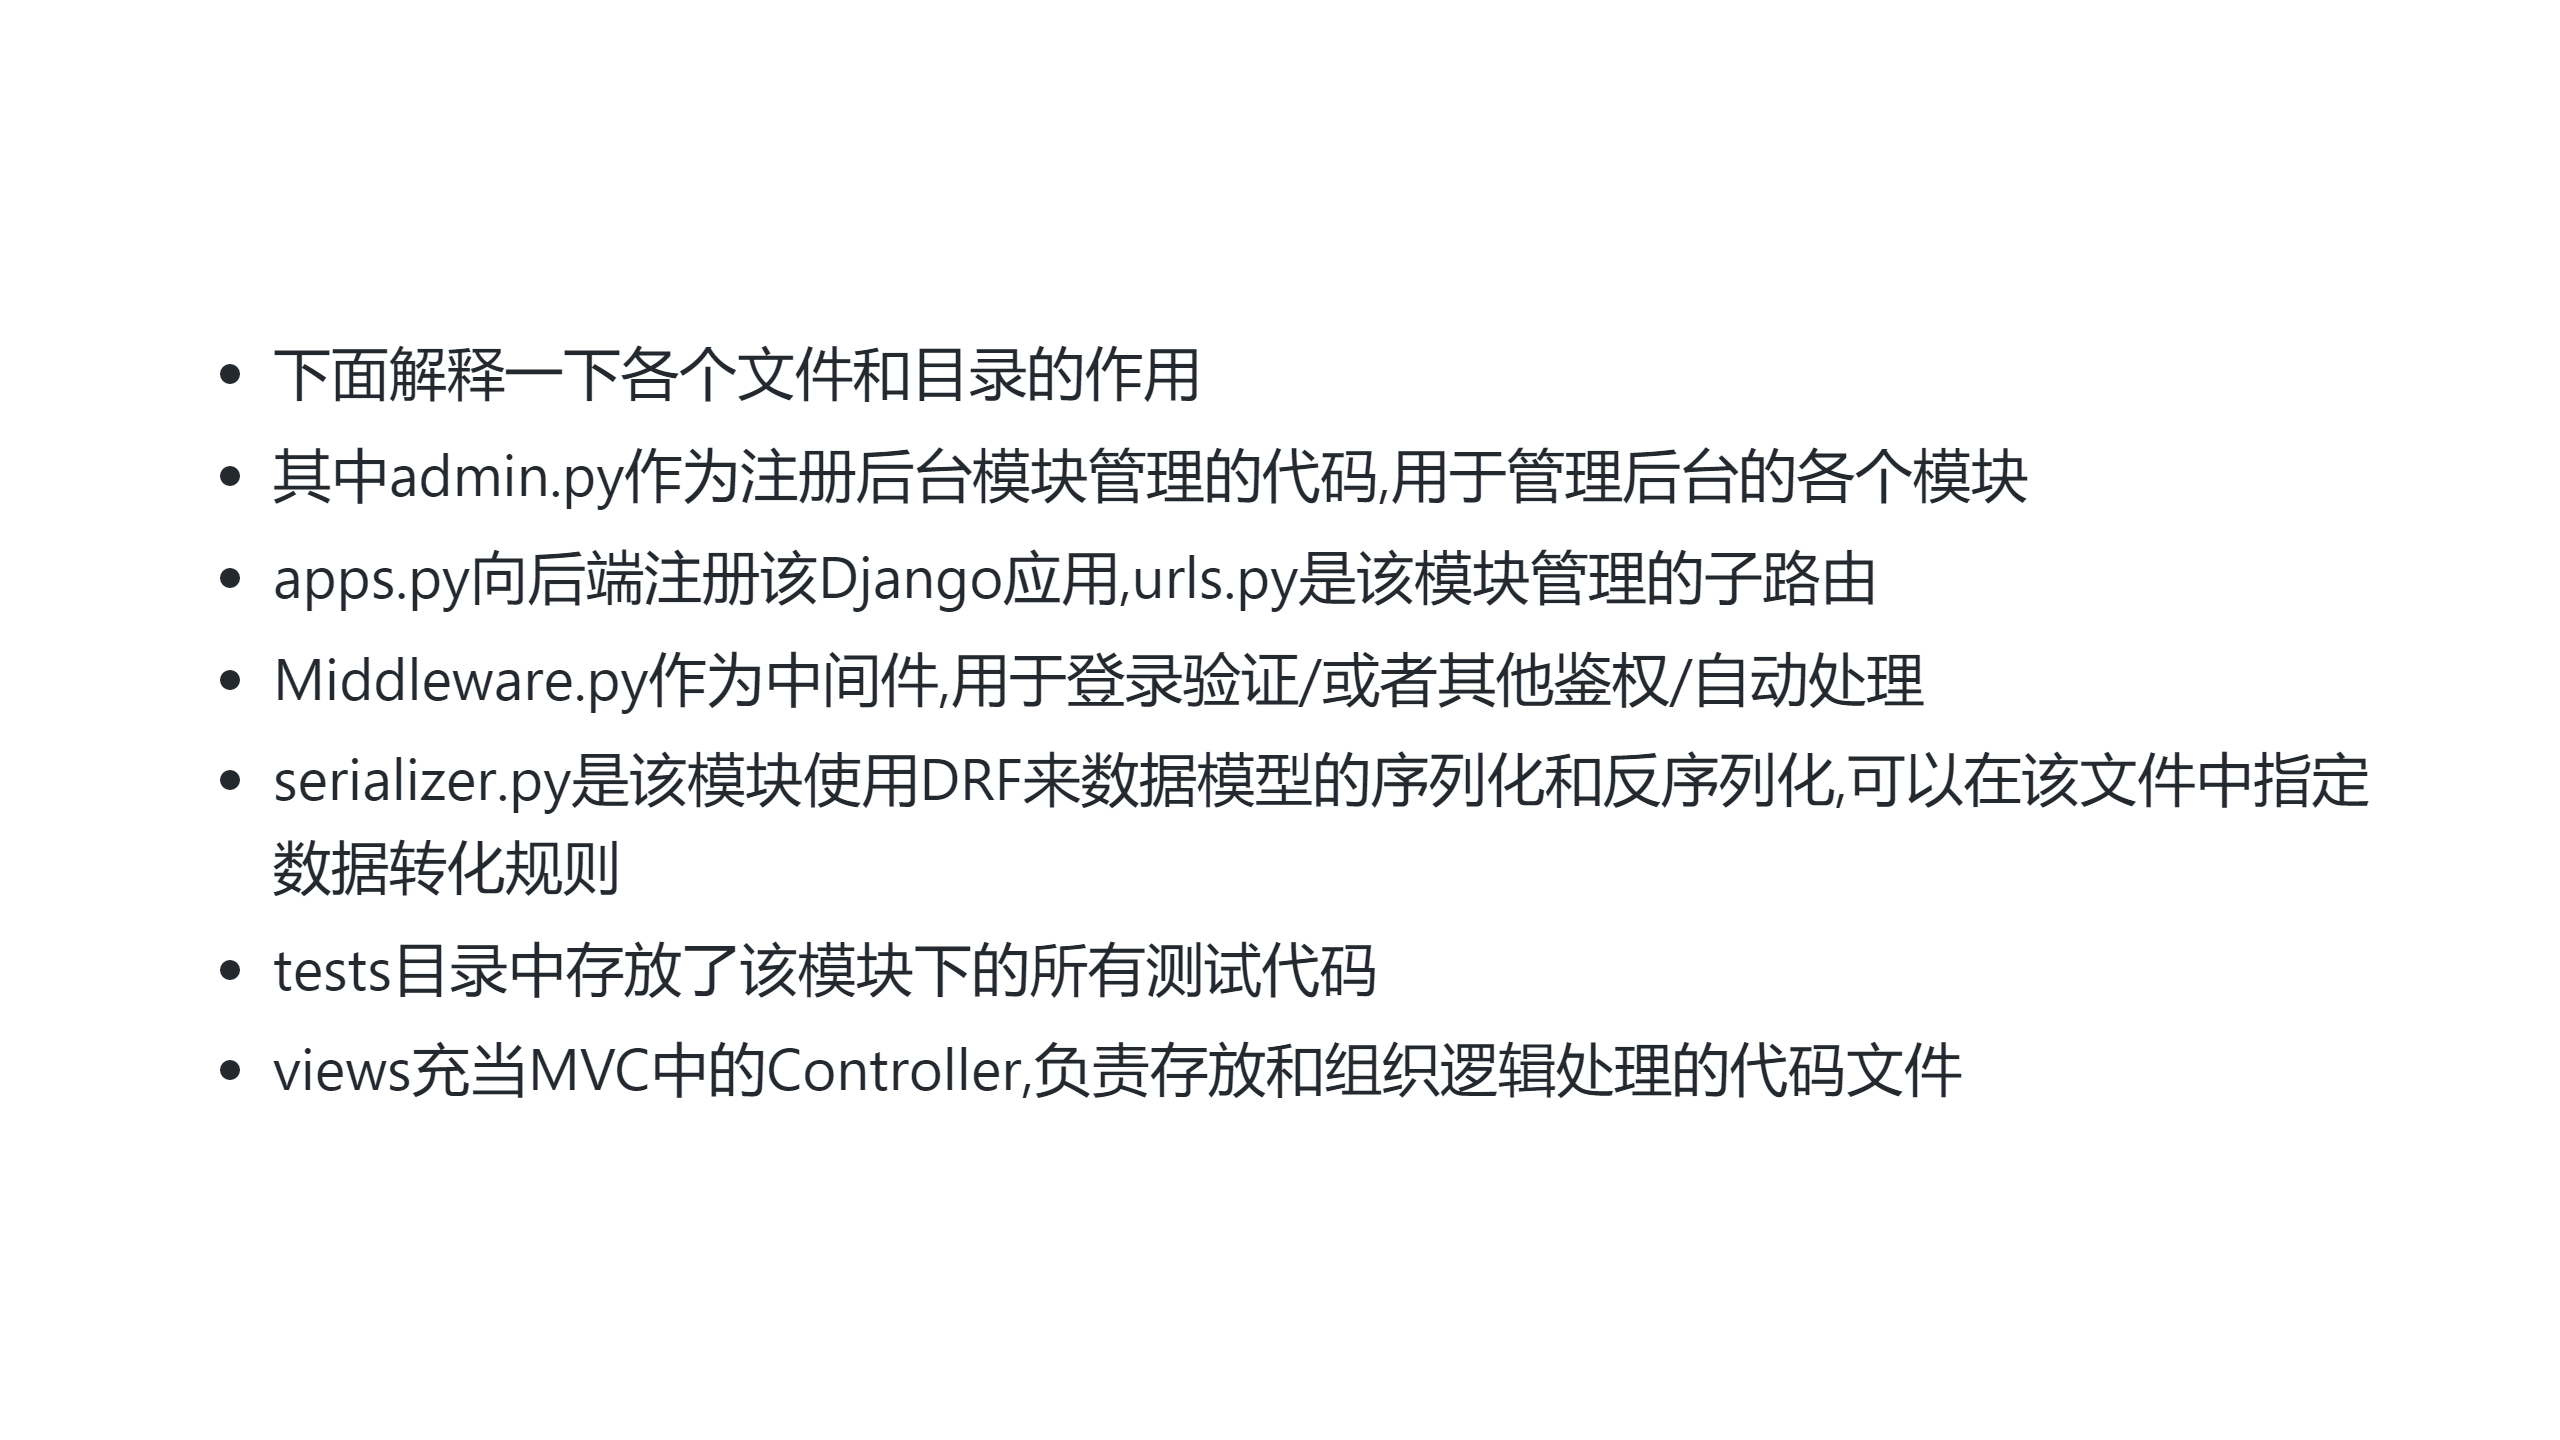 下面解释一下各个文件和目录的作用
其中admin.py作为注册后台模块管理的代码,用于管理后台的各个模块
apps.py向后端注册该Django应用,urls.py是该模块管理的子路由
Middleware.py作为中间件,用于登录验证/或者其他鉴权/自动处理
serializer.py是该模块使用DRF来数据模型的序列化和反序列化,可以在该文件中指定
数据转化规则
tests目录中存放了该模块下的所有测试代码
views充当MVC中的Controller,负责存放和组织逻辑处理的代码文件